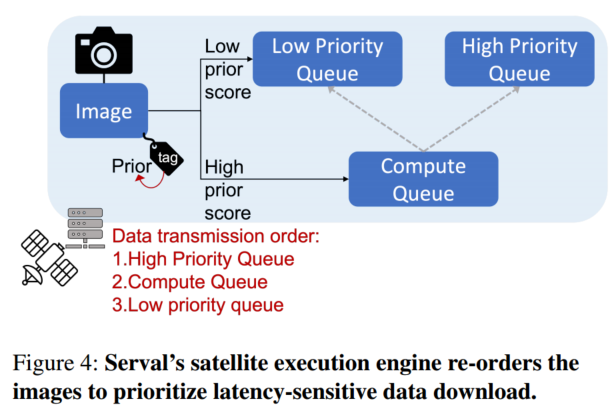 Low
prior
score
Low Priority
Queue
High Priority
Queue
Image
Prior
tag
High
prior
score
Compute
Queue
Data transmission order:
1.High Priority Queue
2.Compute Queue
3.Low priority queue
Figure 4: Serval’s satellite execution engine re-orders the
images to prioritize latency-sensitive data download.